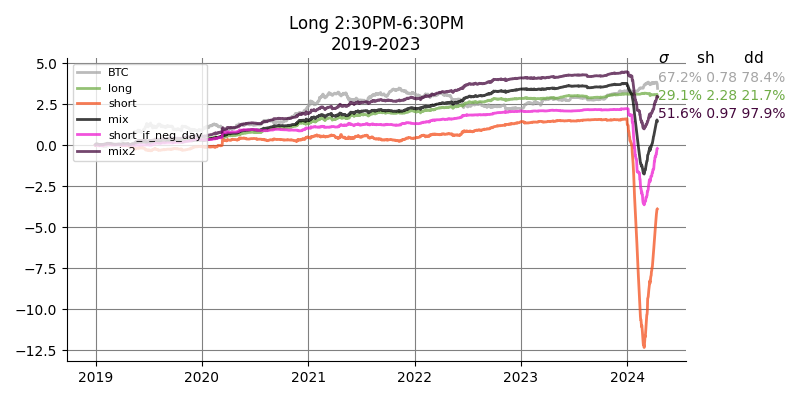 Long 2:30PM-6:30PM
2019-2023
σ sh dd
67.2% 0.78 78.4%
29.1% 2.28 21.7%
51.6% 0.97 97.9%
BTC
long
short
mix
short_if_neg_day
mix2
5.0
2.5
0.0
−2.5
−5.0
−7.5
−10.0
−12.5
2019 2020 2021 2022 2023 2024